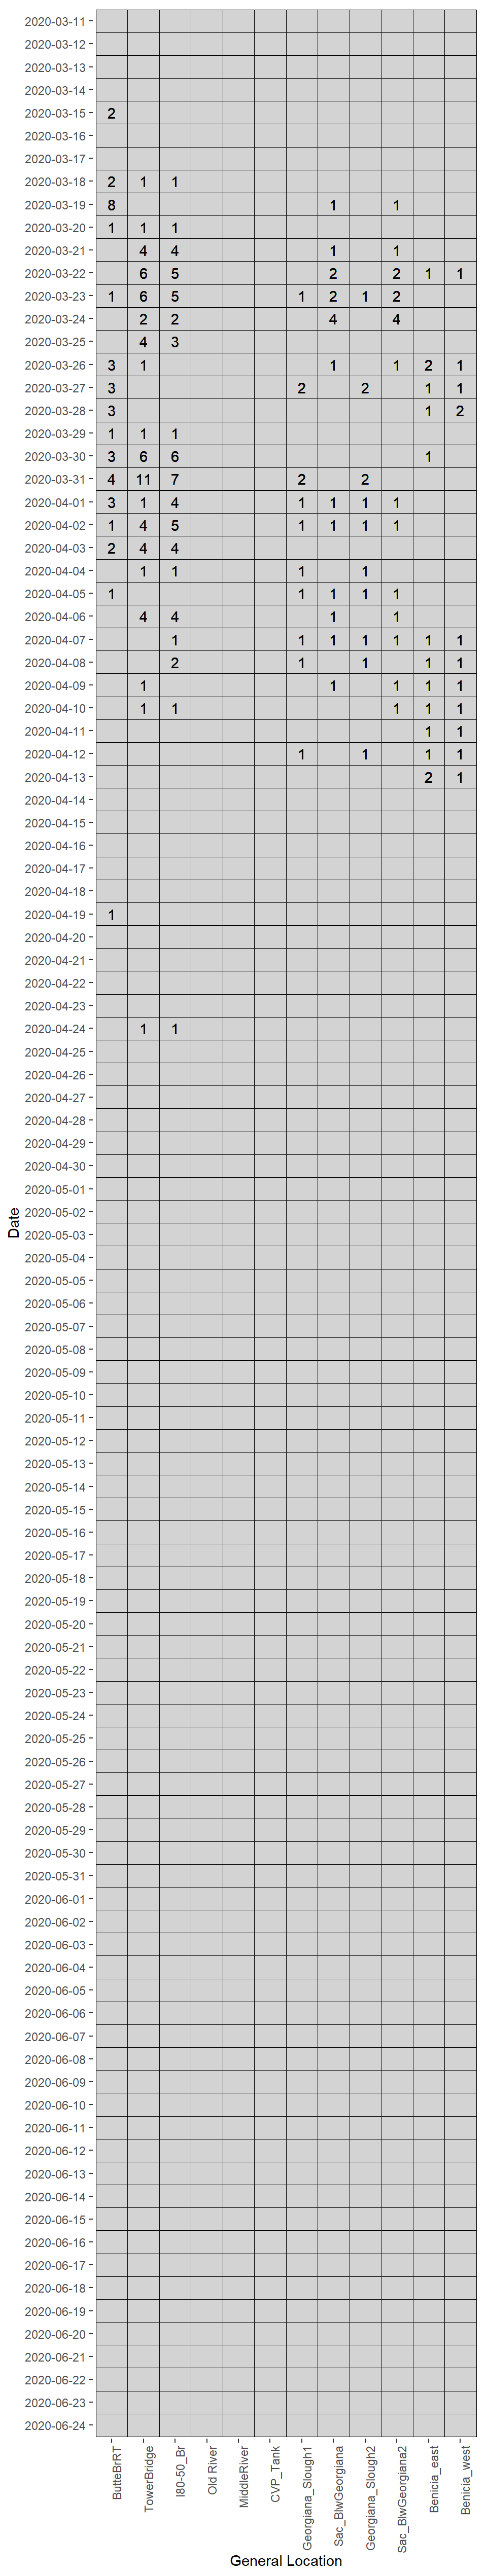 2020-03-11
2020-03-12
2020-03-13
2020-03-14
2020-03-15 2
2020-03-16
2020-03-17
2020-03-18 2 1 1
2020-03-19 8 1 1
2020-03-20 1 1 1
2020-03-21 4 4 1 1
2020-03-22 6 5 2 2 1 1
2020-03-23 1 6 5 1 2 1 2
2020-03-24 2 2 4 4
2020-03-25 4 3
2020-03-26 3 1 1 1 2 1
2020-03-27 3 2 2 1 1
2020-03-28 3 1 2
2020-03-29 1 1 1
2020-03-30 3 6 6 1
2020-03-31 4 11 7 2 2
2020-04-01 3 1 4 1 1 1 1
2020-04-02 1 4 5 1 1 1 1
2020-04-03 2 4 4
2020-04-04 1 1 1 1
2020-04-05 1 1 1 1 1
2020-04-06 4 4 1 1
2020-04-07 1 1 1 1 1 1 1
2020-04-08 2 1 1 1 1
2020-04-09 1 1 1 1 1
2020-04-10 1 1 1 1 1
2020-04-11 1 1
2020-04-12 1 1 1 1
2020-04-13 2 1
2020-04-14
2020-04-15
2020-04-16
2020-04-17
2020-04-18
2020-04-19 1
2020-04-20
2020-04-21
2020-04-22
2020-04-23
2020-04-24 1 1
2020-04-25
2020-04-26
2020-04-27
2020-04-28
2020-04-29
2020-04-30
2020-05-01
2020-05-02
2020-05-03
2020-05-04
2020-05-05
2020-05-06
2020-05-07
2020-05-08
2020-05-09
2020-05-10
2020-05-11
2020-05-12
2020-05-13
2020-05-14
2020-05-15
2020-05-16
2020-05-17
2020-05-18
2020-05-19
2020-05-20
2020-05-21
2020-05-22
2020-05-23
2020-05-24
2020-05-25
2020-05-26
2020-05-27
2020-05-28
2020-05-29
2020-05-30
2020-05-31
2020-06-01
2020-06-02
2020-06-03
2020-06-04
2020-06-05
2020-06-06
2020-06-07
2020-06-08
2020-06-09
2020-06-10
2020-06-11
2020-06-12
2020-06-13
2020-06-14
2020-06-15
2020-06-16
2020-06-17
2020-06-18
2020-06-19
2020-06-20
2020-06-21
2020-06-22
2020-06-23
2020-06-24
Date
ButteBrRT
TowerBridge
I80-50_Br
Old River
MiddleRiver
CVP_Tank
Georgiana_Slough1
Sac_BlwGeorgiana
Georgiana_Slough2
Sac_BlwGeorgiana2
Benicia_east
Benicia_west
General Location